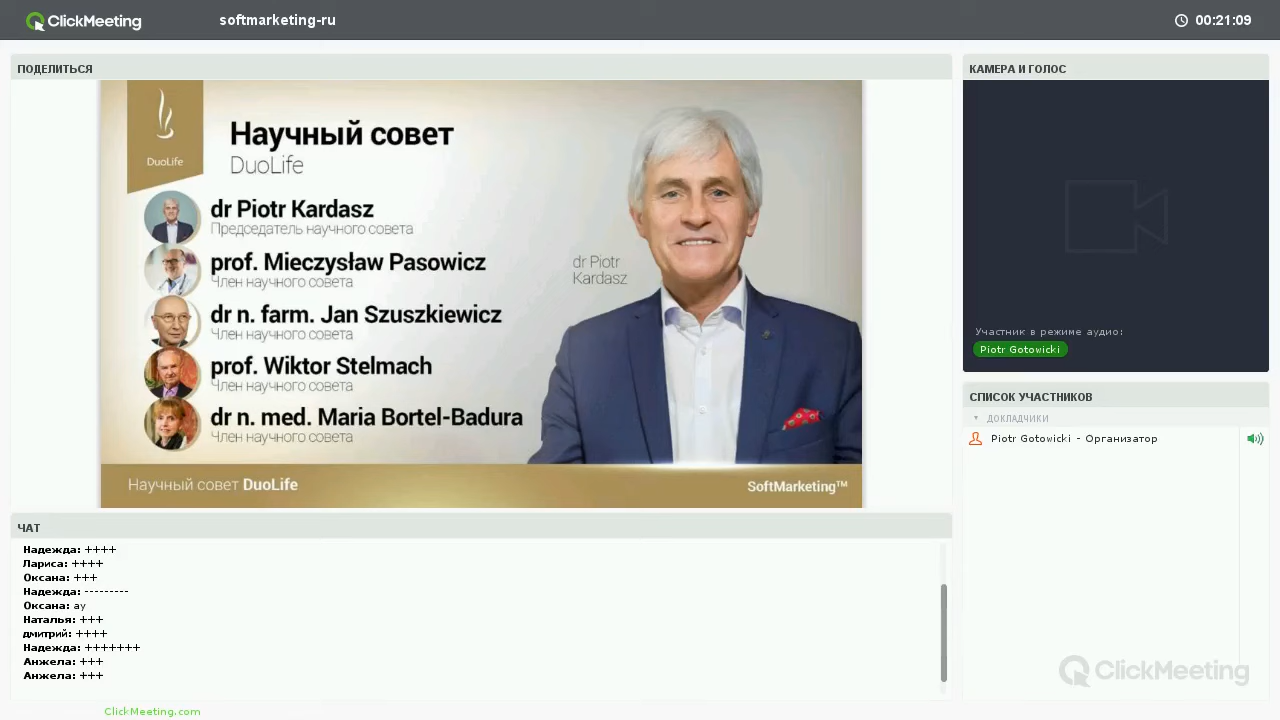 ClickMeeting
softmarketing-ru
00:21:09
ПОДЕЛИТЬСЯ
DuoLife
Научный совет
DuoLife
dr Piotr Kardasz
Председатель научного совета
prof. Mieczysław Pasowicz
Член научного совета
dr n. farm. Jan Szuszkiewicz
Член научного совета
prof. Wiktor Stelmach
Член научного совета
dr n. med. Maria Bortel-Badura
Член научного совета
dr Piotr
Kardasz
Научный совет DuoLife
SoftMarketing™
КАМЕРА И ГОЛОС
Участник в режиме аудио:
Piotr Gotowicki
СПИСОК УЧАСТНИКОВ
ДОКЛАДЧИКИ
Piotr Gotowicki - Организатор
ЧАТ
Надежда: ++++
Лариса: ++++
Оксана: +++
Надежда: ---------
Оксана: ау
Наталья: +++
дмитрий: ++++
Надежда: +++++++
Анжела: +++
Анжела: +++
ClickMeeting
ClickMeeting.com